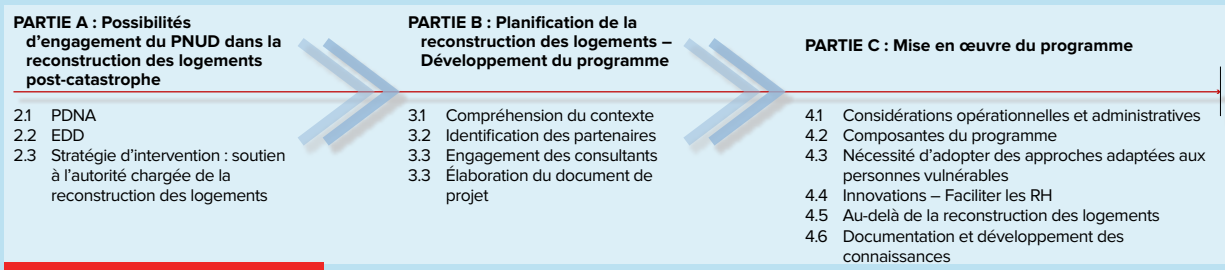 PARTIE A : Possibilités
d'engagement du PNUD dans la
reconstruction des logements
post-catastrophe
2.1 PDNA
2.2 EDD
2.3 Stratégie d'intervention : soutien
à l'autorité chargée de la
reconstruction des logements
PARTIE B : Planification de la
reconstruction des logements –
Développement du programme
3.1 Compréhension du contexte
3.2 Identification des partenaires
3.3 Engagement des consultants
3.3 Élaboration du document de
projet
PARTIE C : Mise en œuvre du programme
4.1 Considérations opérationnelles et administratives
4.2 Composantes du programme
4.3 Nécessité d'adopter des approches adaptées aux
personnes vulnérables
4.4 Innovations – Faciliter les RH
4.5 Au-delà de la reconstruction des logements
4.6 Documentation et développement des
connaissances